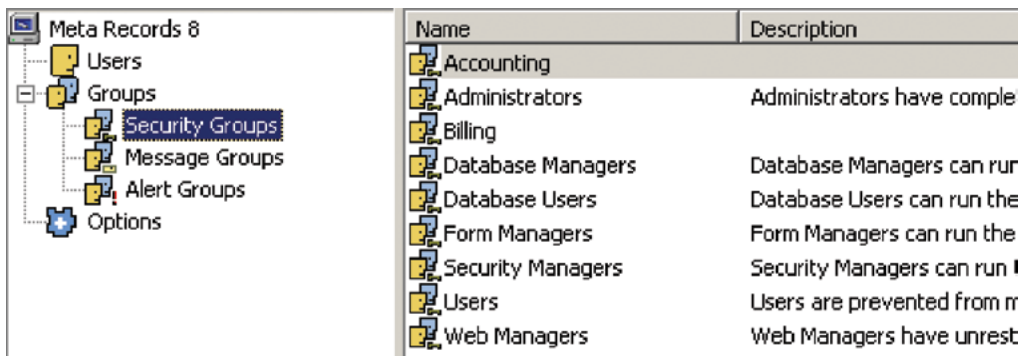 Meta Records 8
Users
Groups
Security Groups
Message Groups
Alert Groups
Options
Name Description
Accounting
Administrators Administrators have comple
Billing
Database Managers Database Managers can run
Database Users Database Users can run the
Form Managers Form Managers can run the
Security Managers Security Managers can run
Users Users are prevented from m
Web Managers Web Managers have unrest